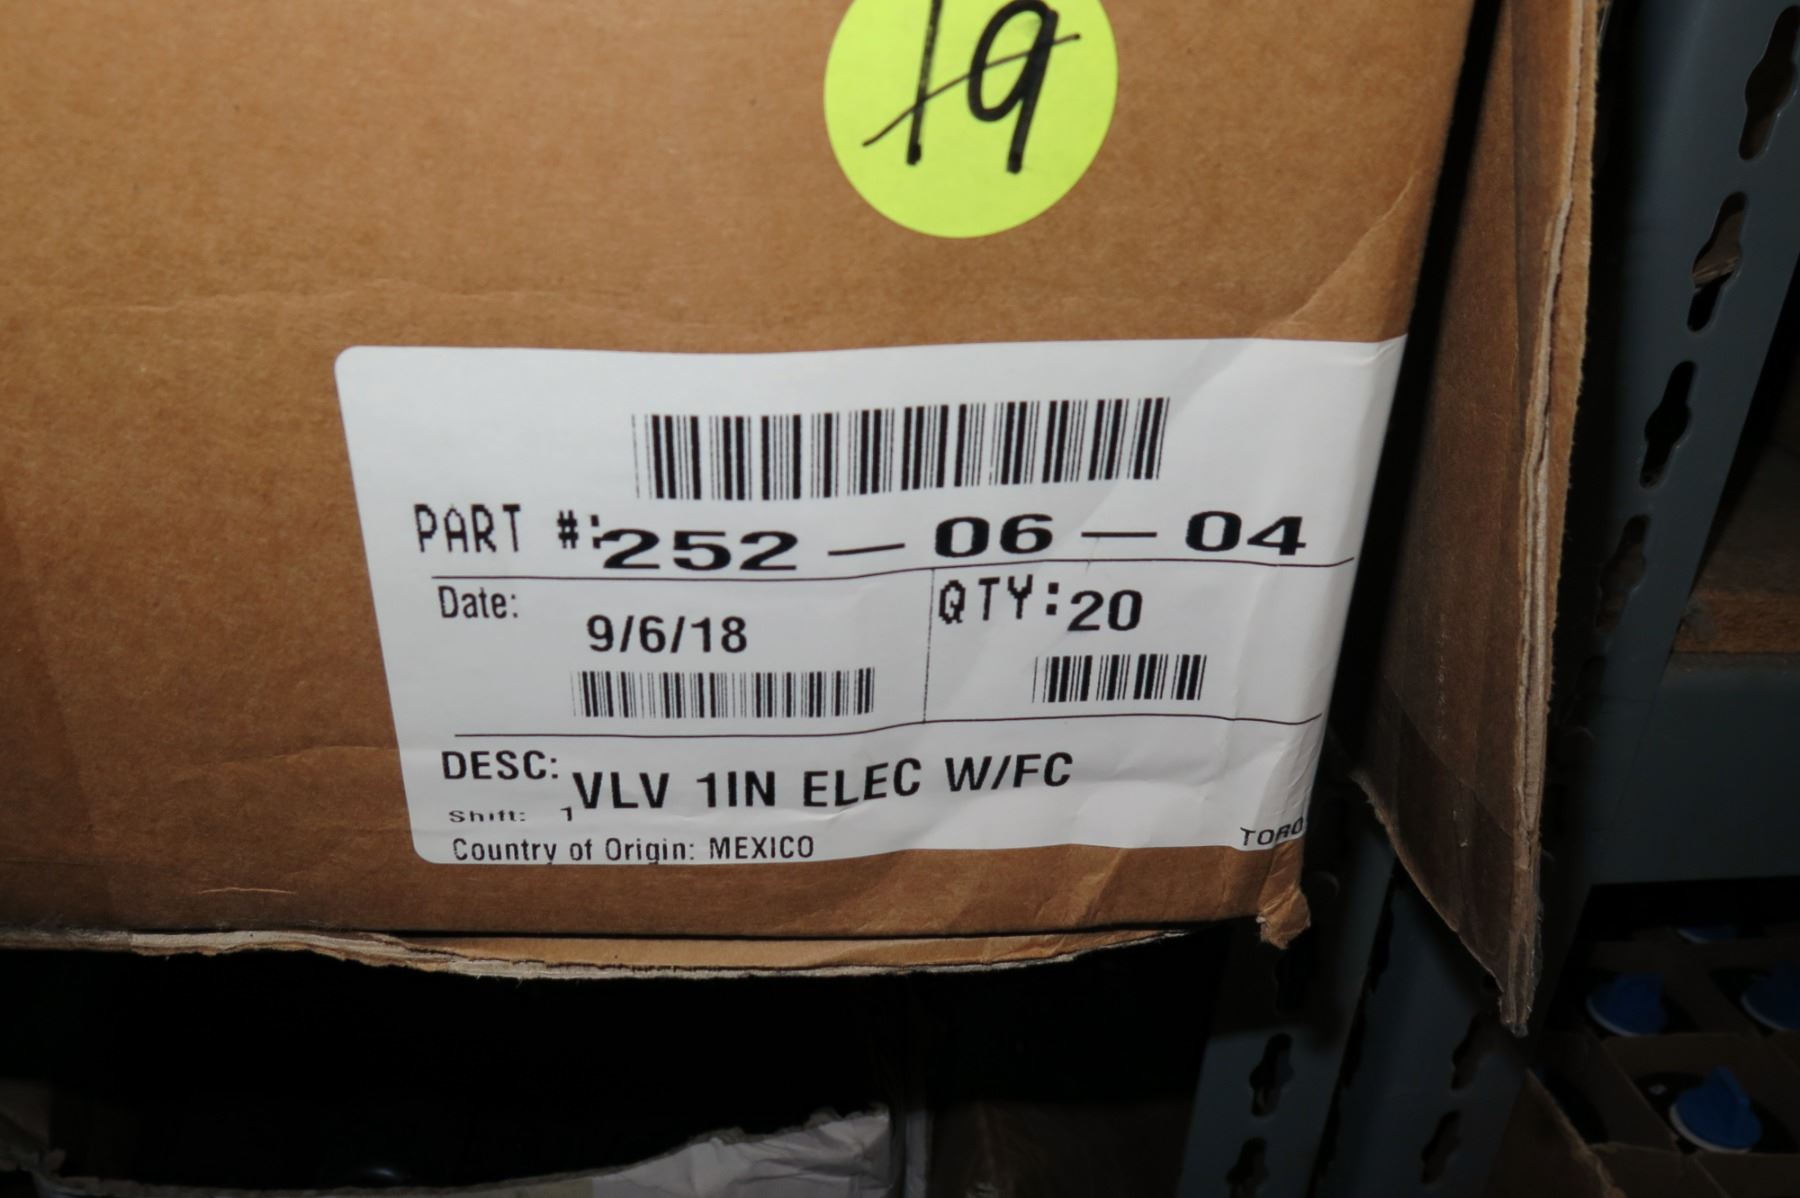 19
PART #: 252-06-04
Date: 9/6/18
QTY: 20
DESC: VLV 1IN ELEC W/FC
Shift: 1
Country of Origin: MEXICO
TORO